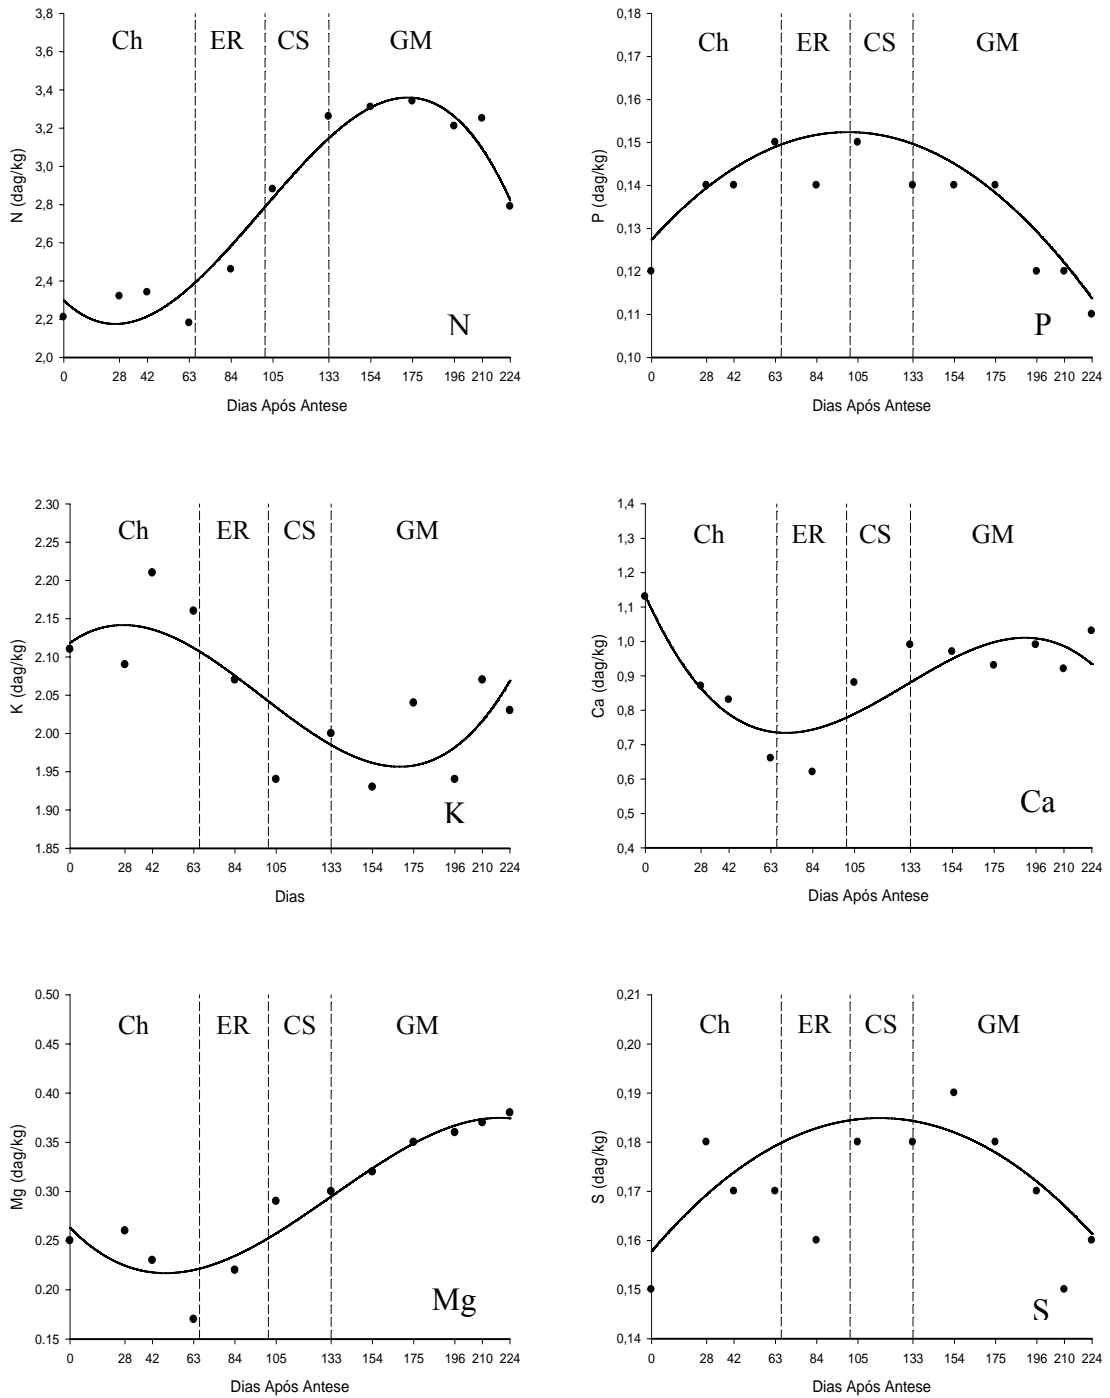 3,8
3,6
3,4
3,2
3,0
2,8
2,6
2,4
2,2
2,0
N (dag/kg)
Ch ER CS GM
N
0 28 42 63 84 105 133 154 175 196 210 224
Dias Após Antese
0,18
0,17
0,16
0,15
0,14
0,13
0,12
0,11
0,10
P (dag/kg)
Ch ER CS GM
P
0 28 42 63 84 105 133 154 175 196 210 224
Dias Após Antese
2.30
2.25
2.20
2.15
2.10
2.05
2.00
1.95
1.90
1.85
K (dag/kg)
Ch ER CS GM
K
0 28 42 63 84 105 133 154 175 196 210 224
Dias
1,4
1,3
1,2
1,1
1,0
0,9
0,8
0,7
0,6
0,5
0,4
Ca (dag/kg)
Ch ER CS GM
Ca
0 28 42 63 84 105 133 154 175 196 210 224
Dias Após Antese
0.50
0.45
0.40
0.35
0.30
0.25
0.20
0.15
Mg (dag/kg)
Ch ER CS GM
Mg
0 28 42 63 84 105 133 154 175 196 210 224
Dias Após Antese
0,21
0,20
0,19
0,18
0,17
0,16
0,15
0,14
S (dag/kg)
Ch ER CS GM
S
0 28 42 63 84 105 133 154 175 196 210 224
Dias Após Antese